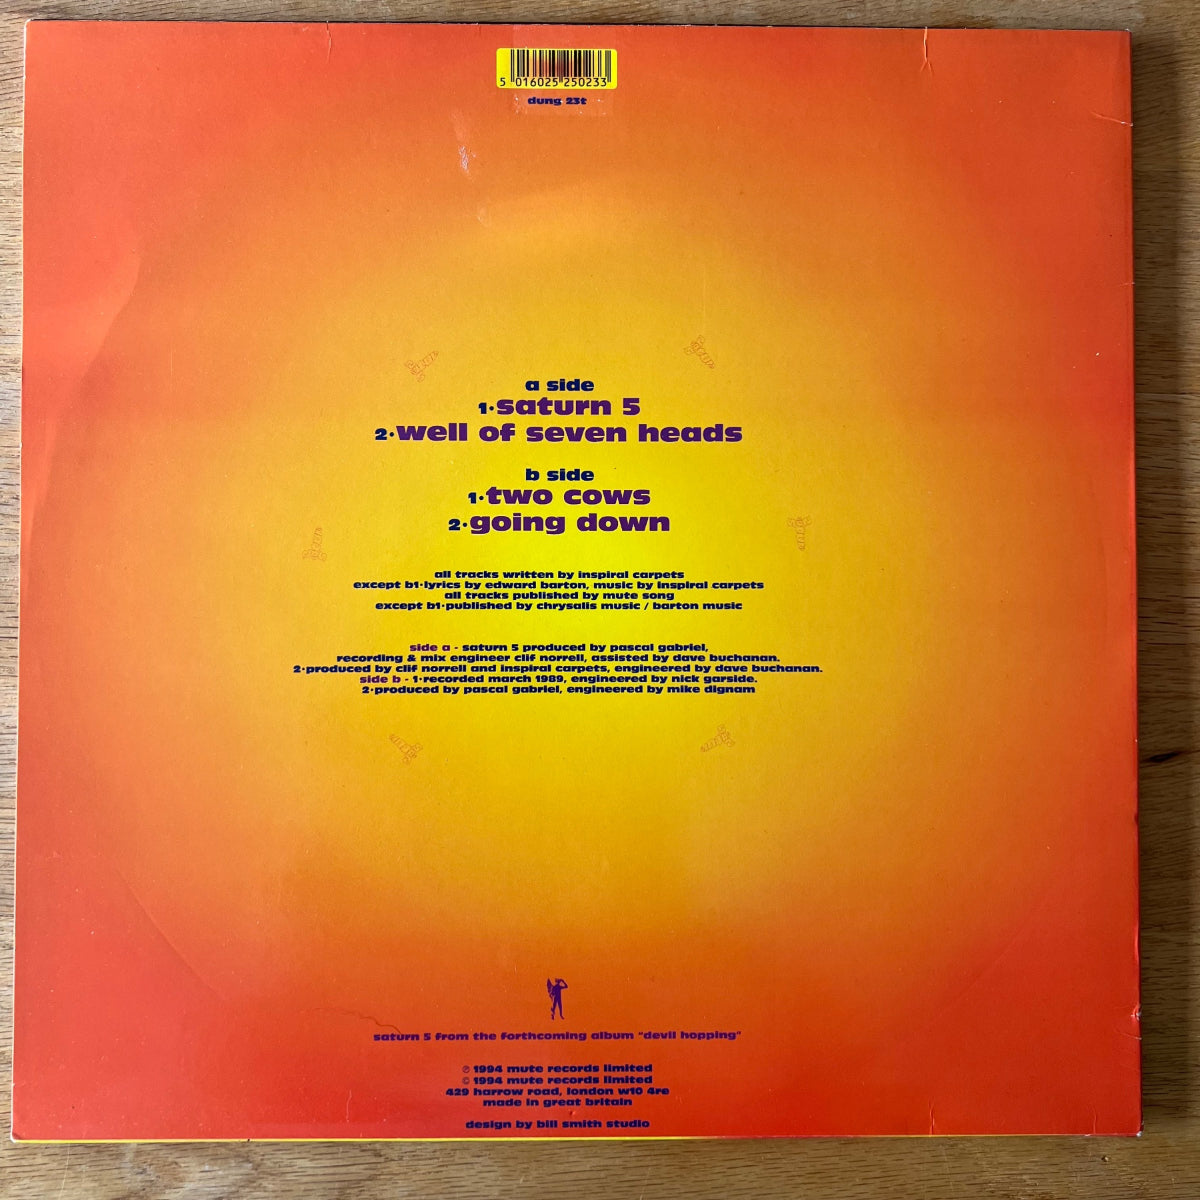 5 016025 250233
dung 23t
a side
1·saturn 5
2·well of seven heads
b side
1·two cows
2·going down
all tracks written by inspiral carpets
except b1·lyrics by edward barton, music by inspiral carpets
all tracks published by mute song
except b1·published by chrysalis music / barton music
side a - saturn 5 produced by pascal gabriel,
recording & mix engineer clif norrell, assisted by dave buchanan.
2·produced by clif norrell and inspiral carpets, engineered by dave buchanan.
side b - 1·recorded march 1989, engineered by nick garside.
2·produced by pascal gabriel, engineered by mike dignam
saturn 5 from the forthcoming album "devil hopping"
℗ 1994 mute records limited
© 1994 mute records limited
429 harrow road, london w10 4re
made in great britain
design by bill smith studio